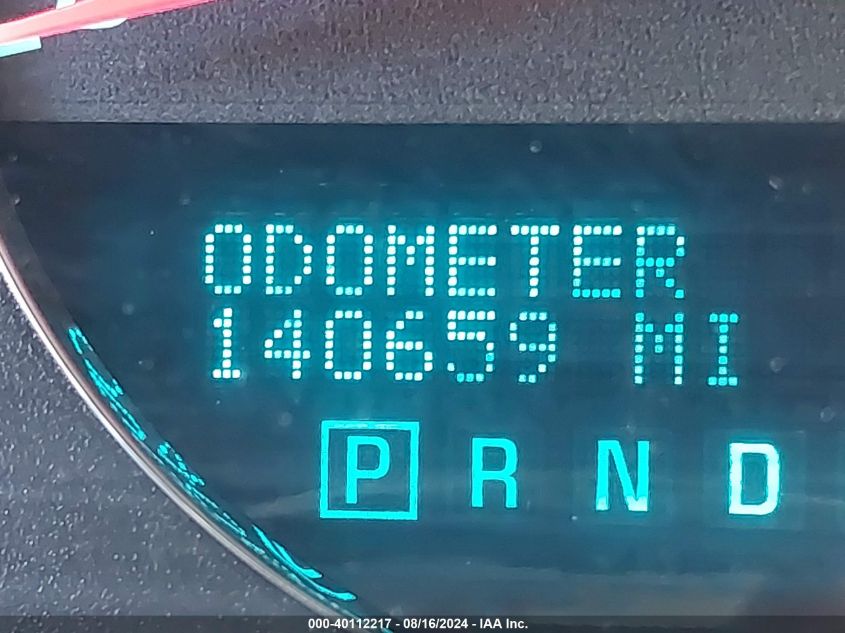 ODOMETER
140659 MI
P R N D
000-40112217 - 08/16/2024 - IAA Inc.